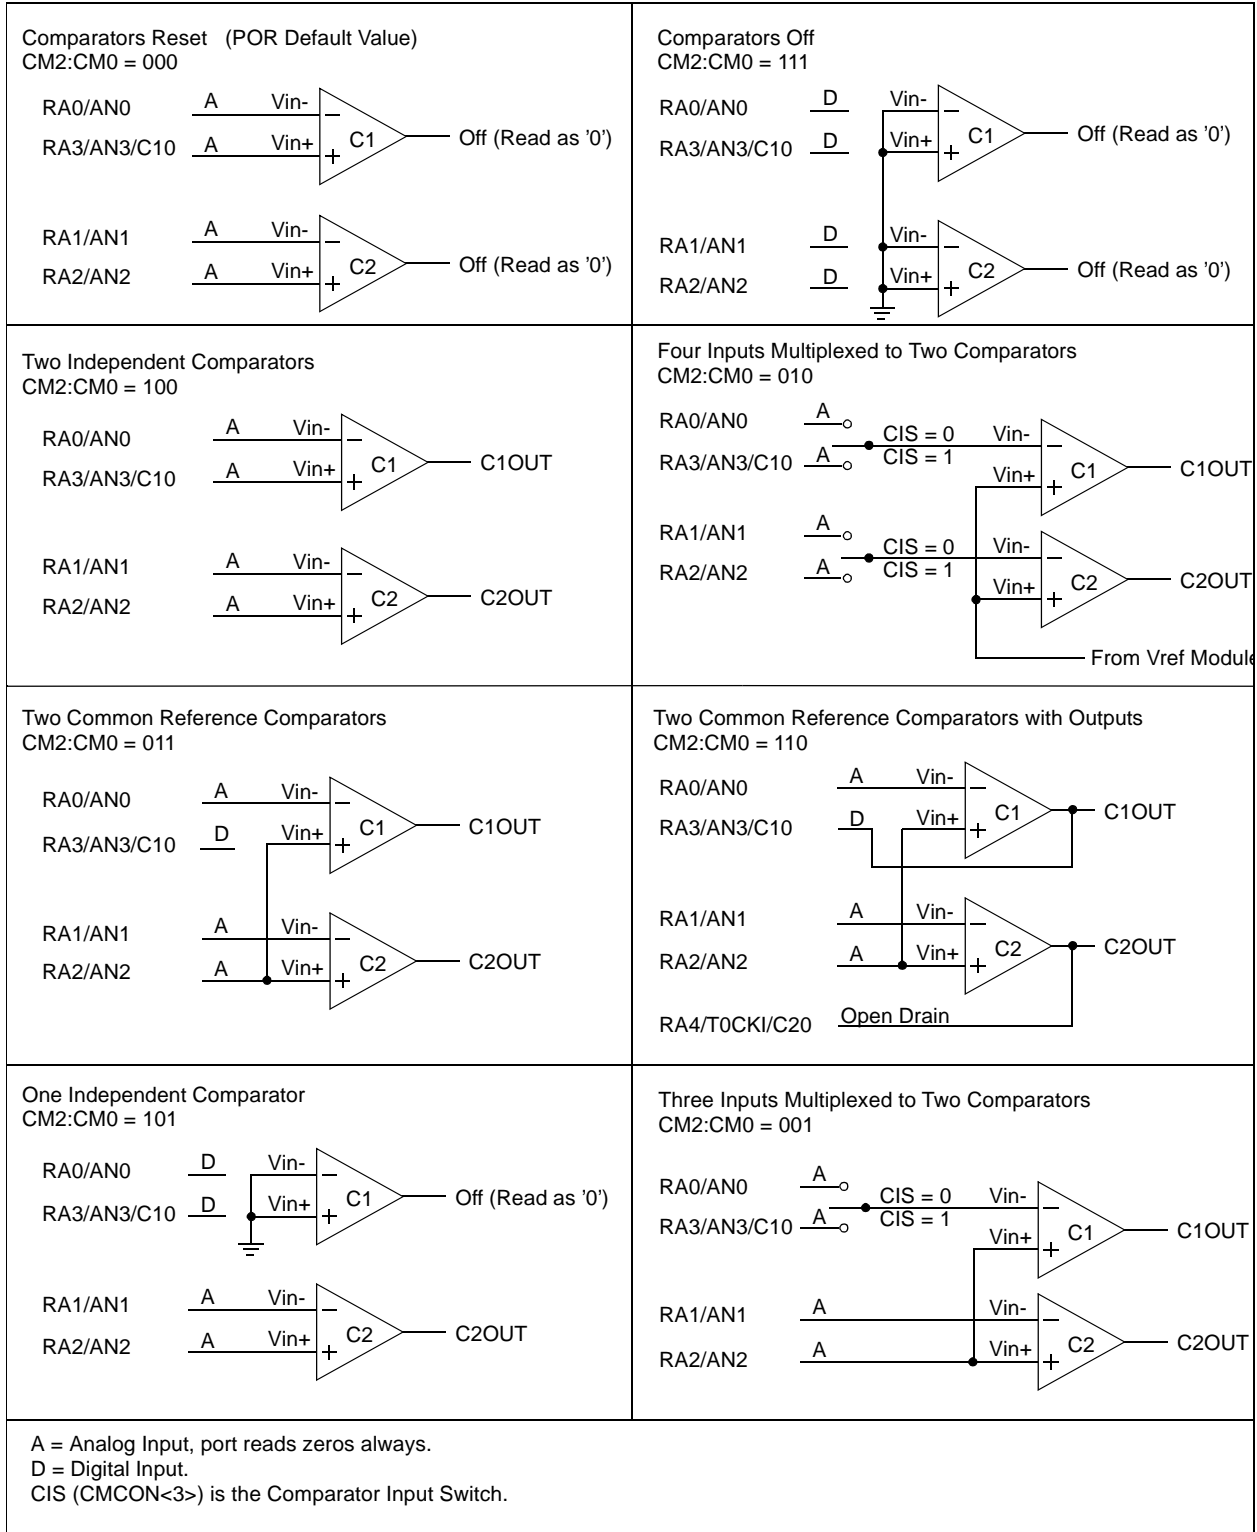 Comparators Reset (POR Default Value)
CM2:CM0 = 000
RA0/AN0 A Vin- −
RA3/AN3/C10 A Vin+ + C1 Off (Read as '0')
RA1/AN1 A Vin- −
RA2/AN2 A Vin+ + C2 Off (Read as '0')
Comparators Off
CM2:CM0 = 111
RA0/AN0 D Vin- −
RA3/AN3/C10 D Vin+ + C1 Off (Read as '0')
RA1/AN1 D Vin- −
RA2/AN2 D Vin+ + C2 Off (Read as '0')
Two Independent Comparators
CM2:CM0 = 100
RA0/AN0 A Vin- −
RA3/AN3/C10 A Vin+ + C1 C1OUT
RA1/AN1 A Vin- −
RA2/AN2 A Vin+ + C2 C2OUT
Four Inputs Multiplexed to Two Comparators
CM2:CM0 = 010
RA0/AN0 A
CIS = 0 Vin- −
RA3/AN3/C10 A CIS = 1
Vin+ + C1 C1OUT
RA1/AN1 A
CIS = 0 Vin- −
RA2/AN2 A CIS = 1
Vin+ + C2 C2OUT
From Vref Module
Two Common Reference Comparators
CM2:CM0 = 011
RA0/AN0 A Vin- −
RA3/AN3/C10 D Vin+ + C1 C1OUT
RA1/AN1 A Vin- −
RA2/AN2 A Vin+ + C2 C2OUT
Two Common Reference Comparators with Outputs
CM2:CM0 = 110
RA0/AN0 A Vin- −
RA3/AN3/C10 D Vin+ + C1 C1OUT
RA1/AN1 A Vin- −
RA2/AN2 A Vin+ + C2 C2OUT
RA4/T0CKI/C20 Open Drain
One Independent Comparator
CM2:CM0 = 101
RA0/AN0 D Vin- −
RA3/AN3/C10 D Vin+ + C1 Off (Read as '0')
RA1/AN1 A Vin- −
RA2/AN2 A Vin+ + C2 C2OUT
Three Inputs Multiplexed to Two Comparators
CM2:CM0 = 001
RA0/AN0 A
CIS = 0 Vin- −
RA3/AN3/C10 A CIS = 1
Vin+ + C1 C1OUT
RA1/AN1 A Vin- −
RA2/AN2 A Vin+ + C2 C2OUT
A = Analog Input, port reads zeros always.
D = Digital Input.
CIS (CMCON<3>) is the Comparator Input Switch.